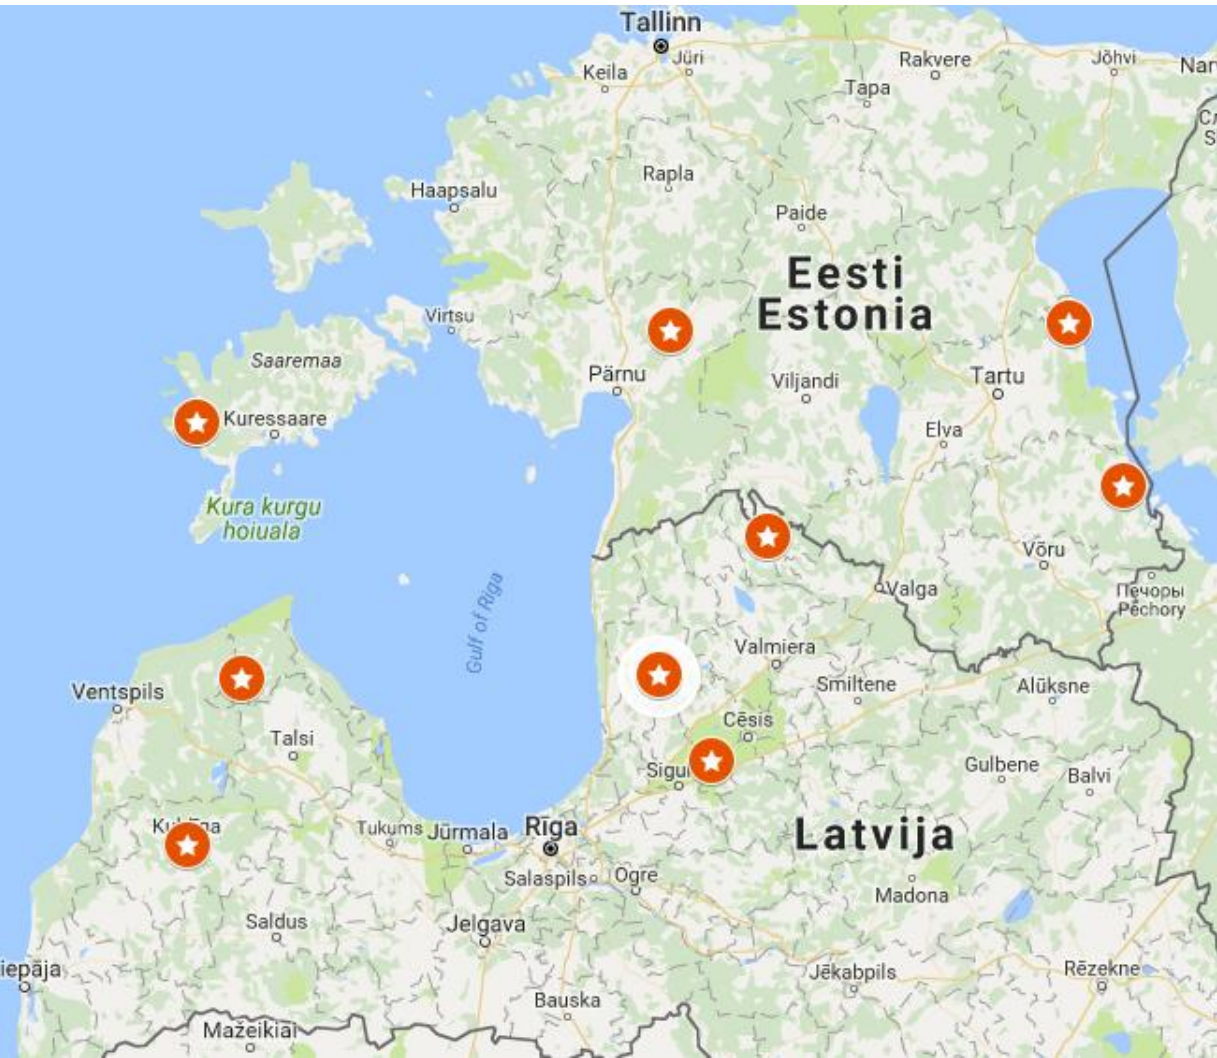 Tallinn
Jüri
Keila
Rakvere
Jõhvi
Nar
Tapa
Rapla
Haapsalu
Paide
Eesti
Estonia
Virtsu
Saaremaa
Pärnu
Viljandi
Tartu
Kuressaare
Elva
Kura kurgu
hoiuala
Võru
Gulf of Riga
Valga
Печоры
Pechory
Valmiera
Ventspils
Smiltene
Alūksne
Cēsis
Talsi
Gulbene
Balvi
Tukums
Jūrmala
Rīga
Latvija
Salaspils
Ogre
Madona
Saldus
Jelgava
iepāja
Jēkabpils
Rēzekne
Bauska
Mažeikiai